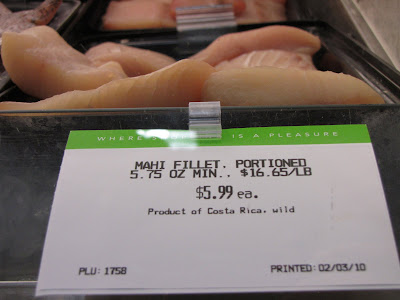 WHERE IS A PLEASURE
MAHI FILLET, PORTIONED
5.75 OZ MIN., $16.65/LB
$5.99 ea.
Product of Costa Rica, wild
PLU: 1758 PRINTED: 02/03/10